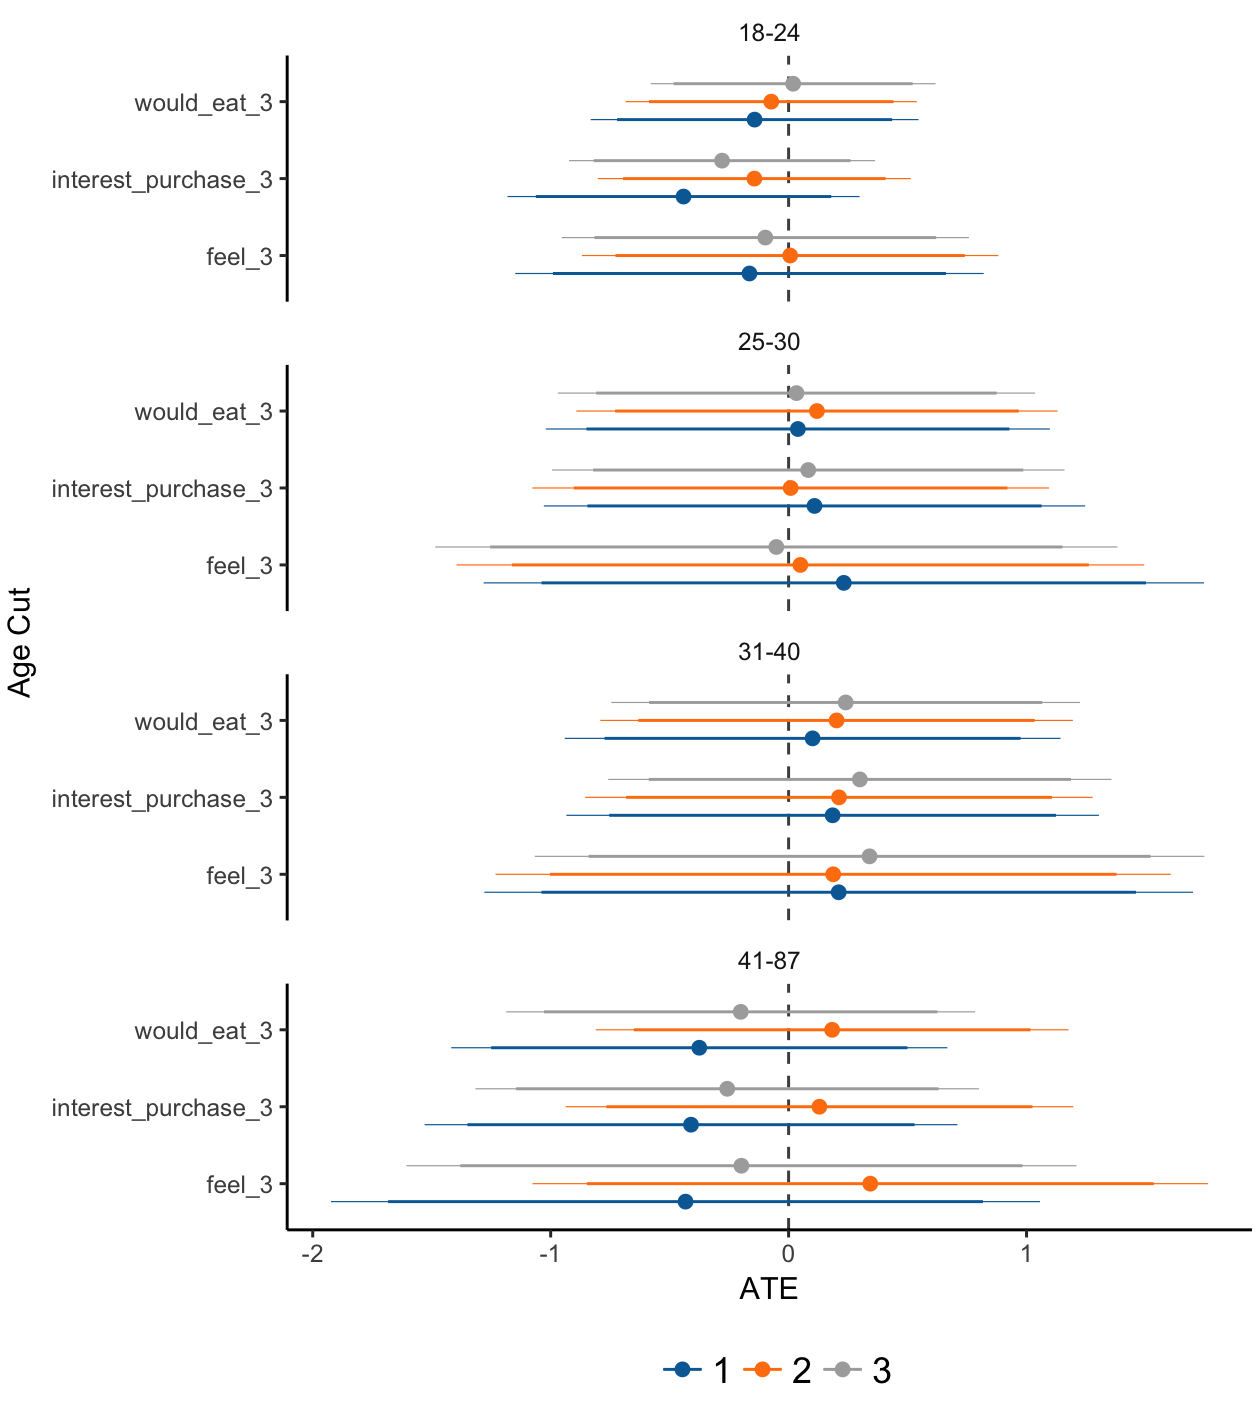 18-24
would_eat_3
interest_purchase_3
feel_3
25-30
would_eat_3
interest_purchase_3
feel_3
Age Cut
31-40
would_eat_3
interest_purchase_3
feel_3
41-87
would_eat_3
interest_purchase_3
feel_3
-2 -1 0 1
ATE
1 2 3